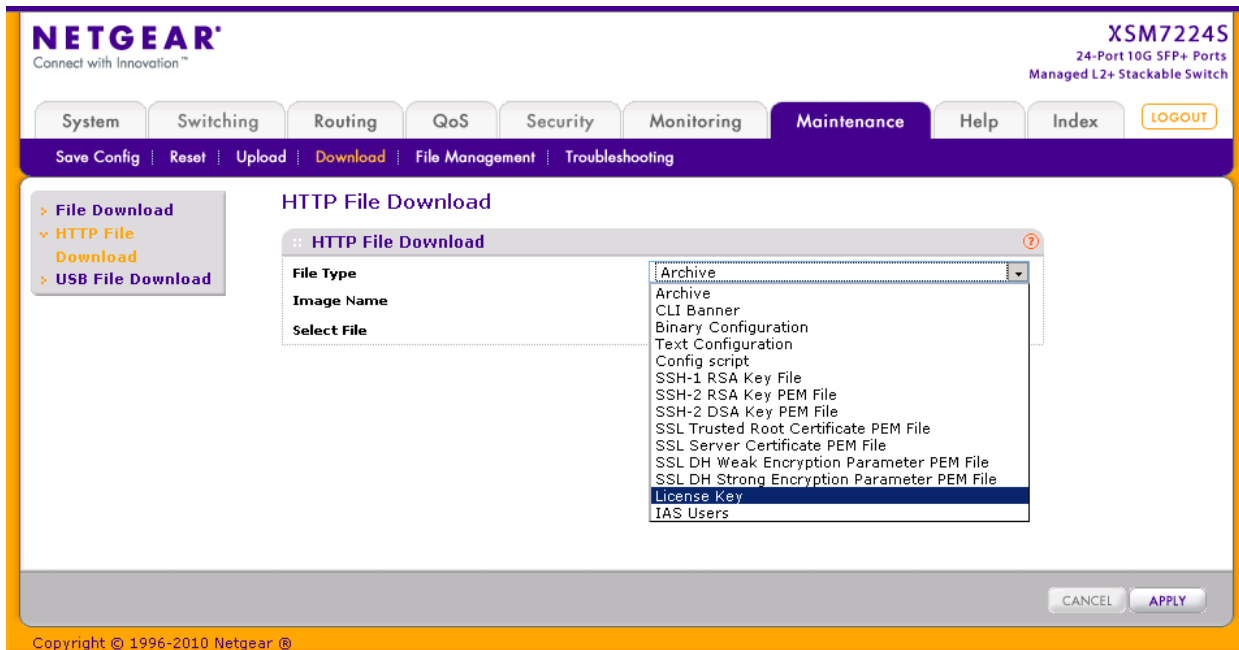 NETGEAR®
Connect with Innovation™
XSM7224S
24-Port 10G SFP+ Ports
Managed L2+ Stackable Switch
System Switching Routing QoS Security Monitoring Maintenance Help Index LOGOUT
Save Config Reset Upload Download File Management Troubleshooting
File Download
HTTP File
Download
USB File Download
HTTP File Download
HTTP File Download ?
File Type Archive
Image Name
Select File
Archive
CLI Banner
Binary Configuration
Text Configuration
Config script
SSH-1 RSA Key File
SSH-2 RSA Key PEM File
SSH-2 DSA Key PEM File
SSL Trusted Root Certificate PEM File
SSL Server Certificate PEM File
SSL DH Weak Encryption Parameter PEM File
SSL DH Strong Encryption Parameter PEM File
License Key
IAS Users
CANCEL APPLY
Copyright © 1996-2010 Netgear ®